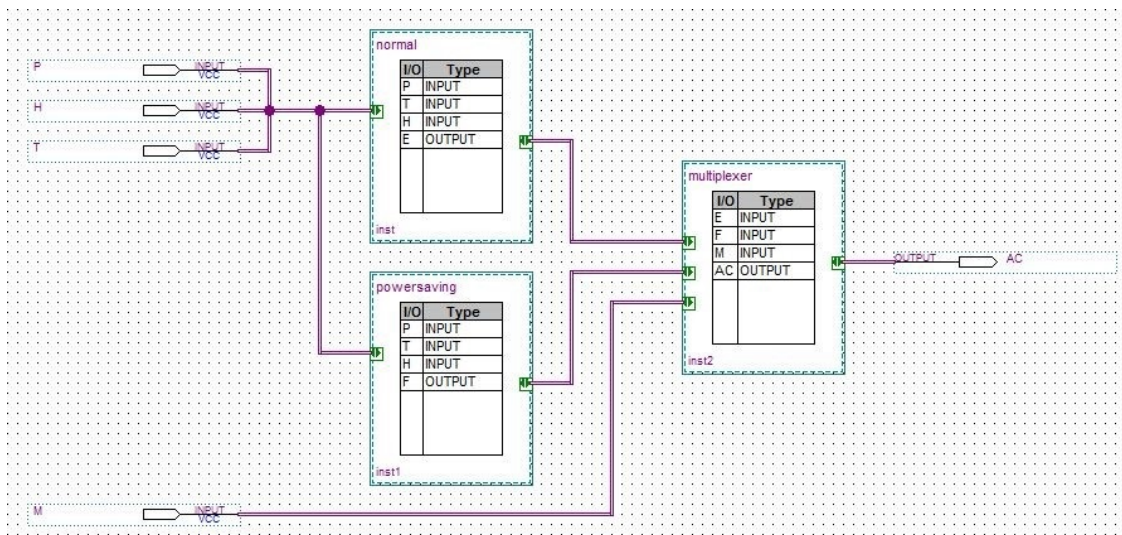 P
INPUT
VCC
H
INPUT
VCC
T
INPUT
VCC
normal
I/O Type
P INPUT
T INPUT
H INPUT
E OUTPUT
inst
powersaving
I/O Type
P INPUT
T INPUT
H INPUT
F OUTPUT
inst1
M
INPUT
VCC
multiplexer
I/O Type
E INPUT
F INPUT
M INPUT
AC OUTPUT
inst2
OUTPUT
AC